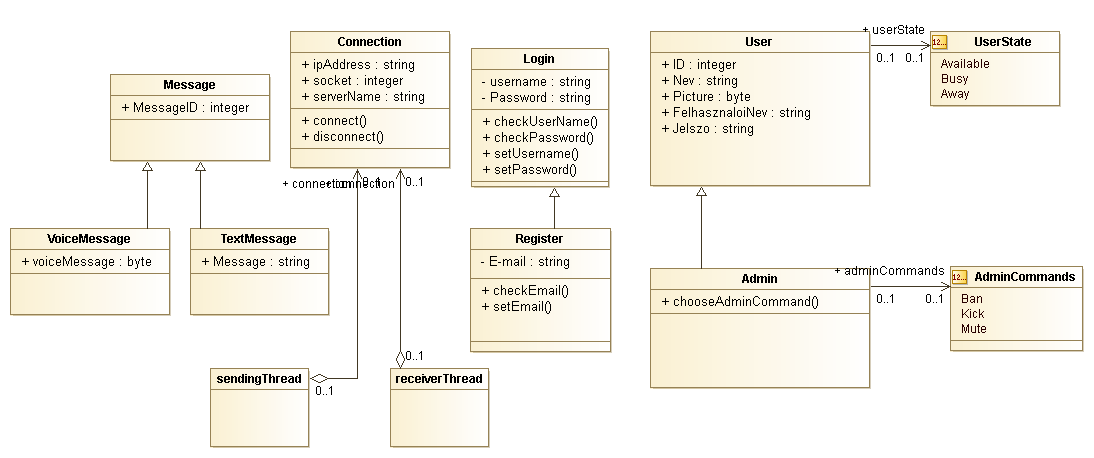 Message
+ MessageID : integer
VoiceMessage
+ voiceMessage : byte
TextMessage
+ Message : string
Connection
+ ipAddress : string
+ socket : integer
+ serverName : string
+ connect()
+ disconnect()
+ connection
0..1
+ connection
0..1
sendingThread
0..1
receiverThread
0..1
Login
- username : string
- Password : string
+ checkUserName()
+ checkPassword()
+ setUsername()
+ setPassword()
Register
- E-mail : string
+ checkEmail()
+ setEmail()
User
+ ID : integer
+ Nev : string
+ Picture : byte
+ FelhasznaloiNev : string
+ Jelszo : string
+ userState
0..1
0..1
12...
UserState
Available
Busy
Away
Admin
+ chooseAdminCommand()
+ adminCommands
0..1
0..1
12...
AdminCommands
Ban
Kick
Mute